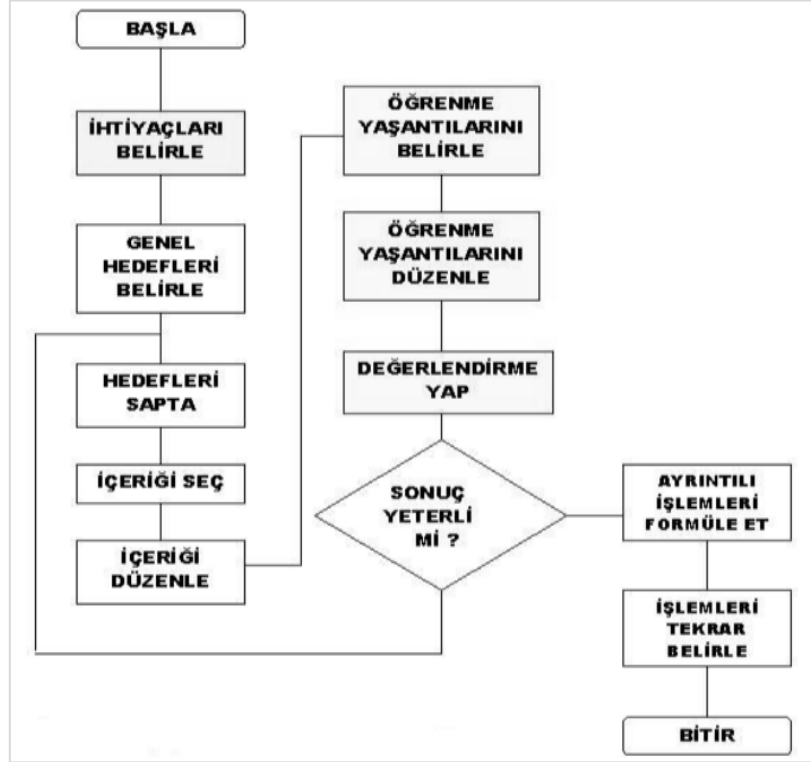 BAŞLA
İHTİYAÇLARI
BELİRLE
GENEL
HEDEFLERİ
BELİRLE
HEDEFLERİ
SAPTA
İÇERİĞİ SEÇ
İÇERİĞİ
DÜZENLE
ÖĞRENME
YAŞANTILARINI
BELİRLE
ÖĞRENME
YAŞANTILARINI
DÜZENLE
DEĞERLENDİRME
YAP
SONUÇ
YETERLİ
Mİ ?
AYRINTILI
İŞLEMLERİ
FORMÜLE ET
İŞLEMLERİ
TEKRAR
BELİRLE
BİTİR